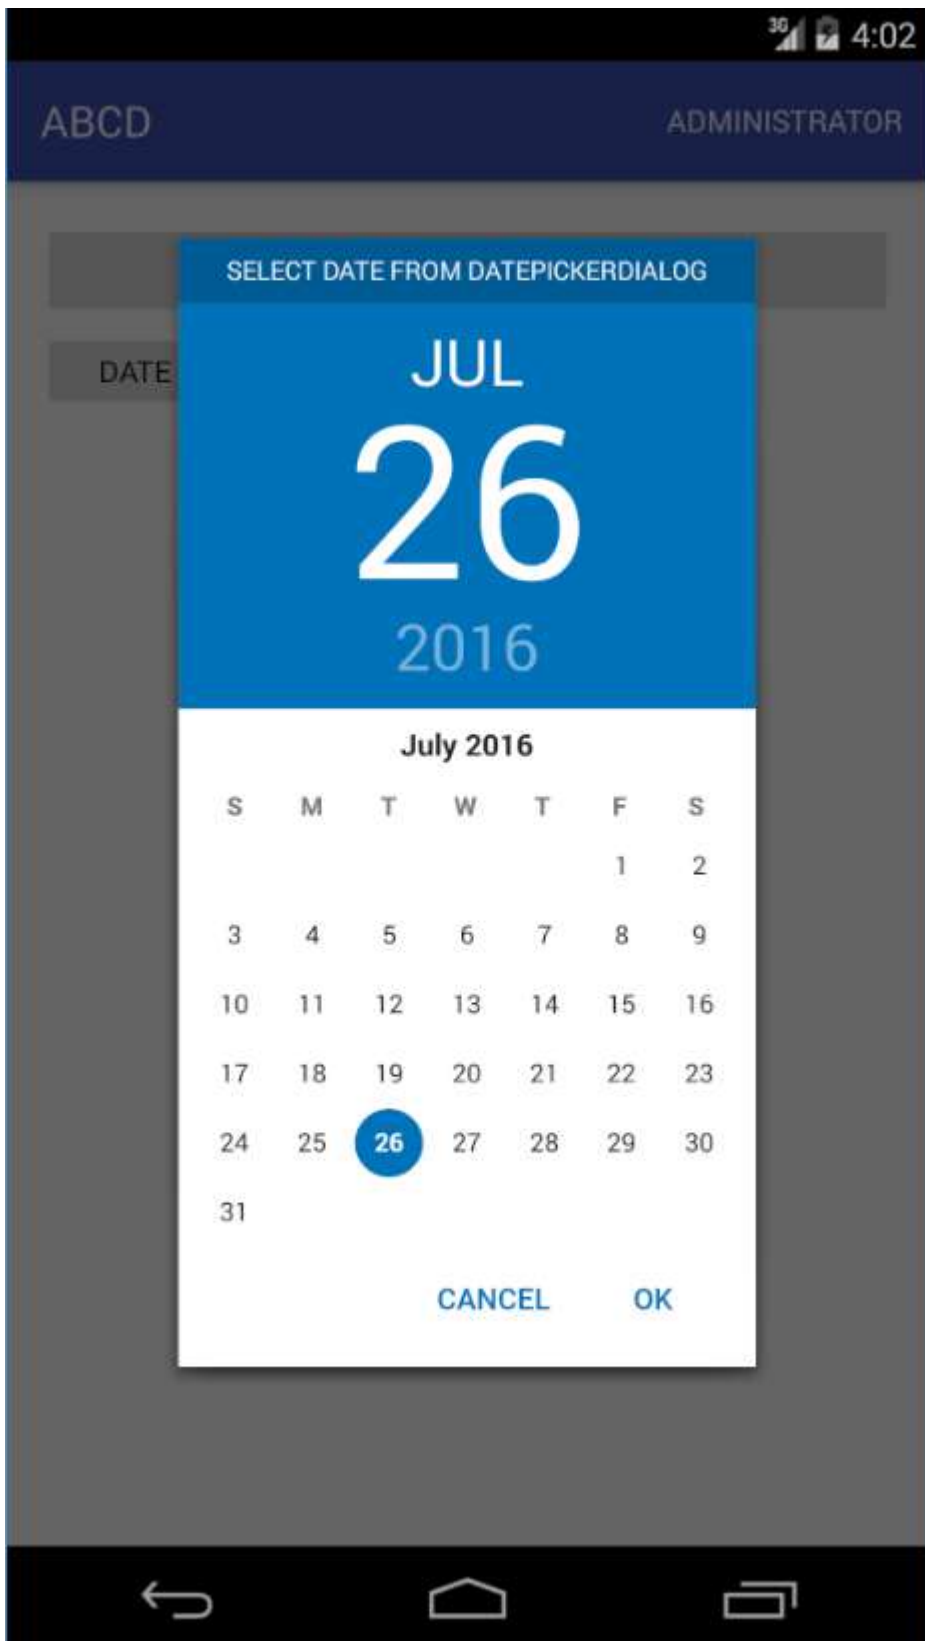 3G 4:02
ABCD ADMINISTRATOR
SELECT DATE FROM DATEPICKERDIALOG
DATE
JUL
26
2016
July 2016
S M T W T F S
1 2
3 4 5 6 7 8 9
10 11 12 13 14 15 16
17 18 19 20 21 22 23
24 25 26 27 28 29 30
31
CANCEL OK